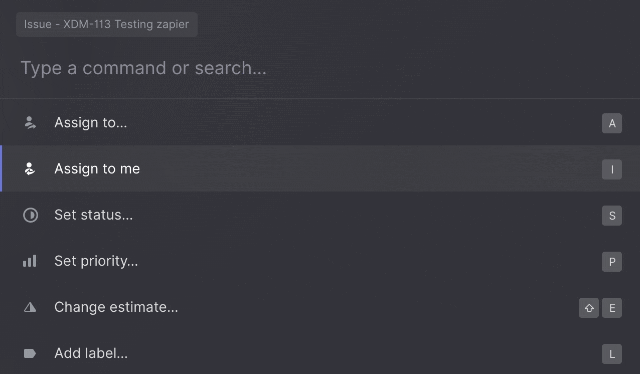 Issue - XDM-113 Testing zapier
Type a command or search...
Assign to... A
Assign to me I
Set status... S
Set priority... P
Change estimate... ⇧ E
Add label... L